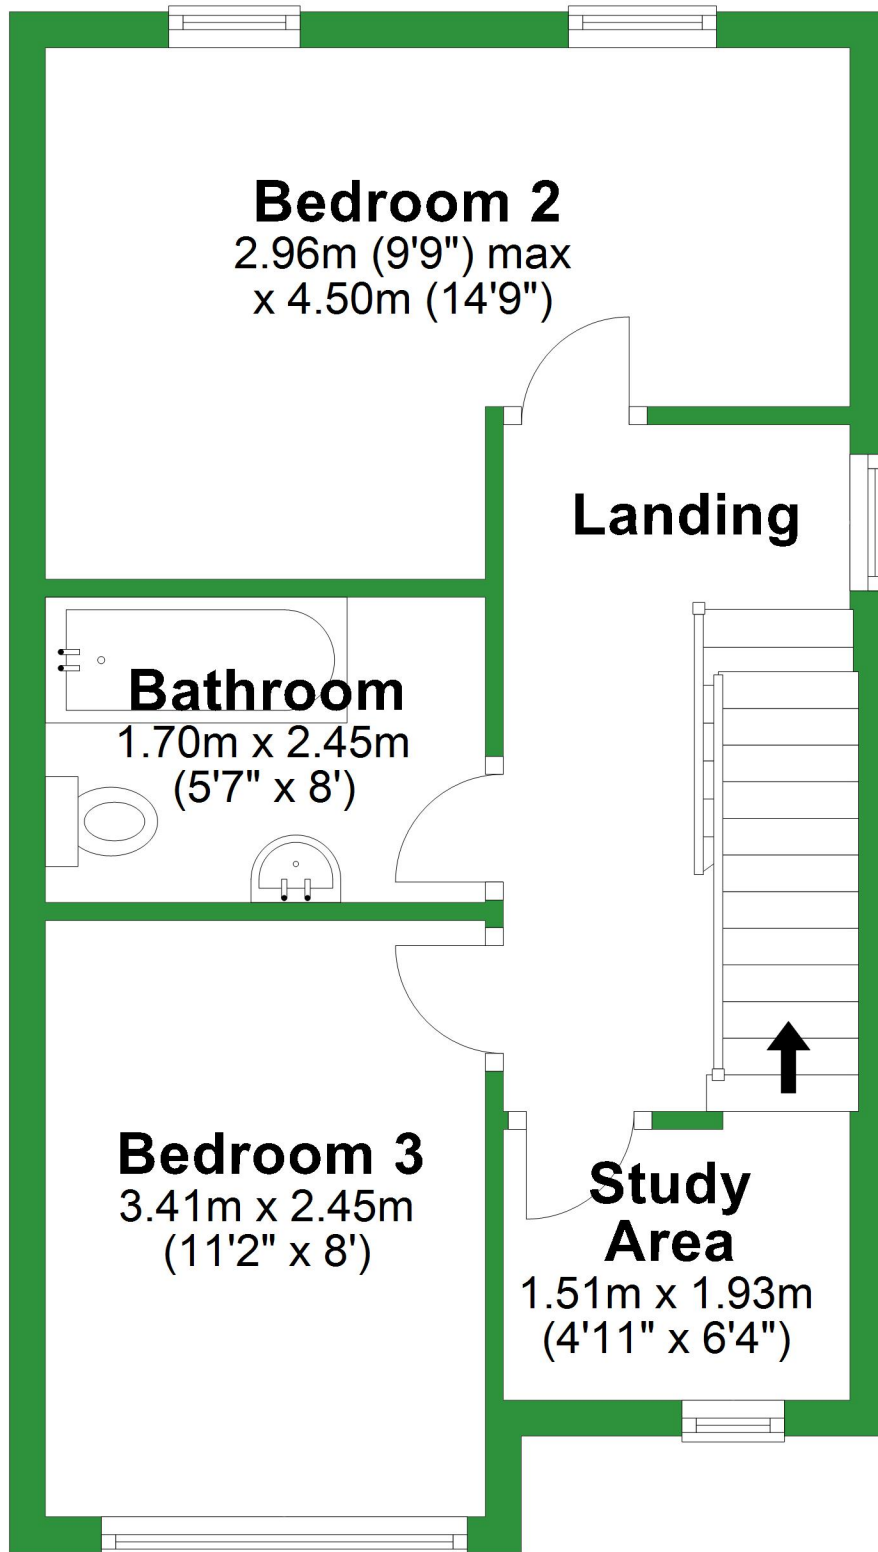 Bedroom 2
2.96m (9'9") max
x 4.50m (14'9")
Landing
Bathroom
1.70m x 2.45m
(5'7" x 8')
Bedroom 3
3.41m x 2.45m
(11'2" x 8')
Study
Area
1.51m x 1.93m
(4'11" x 6'4")